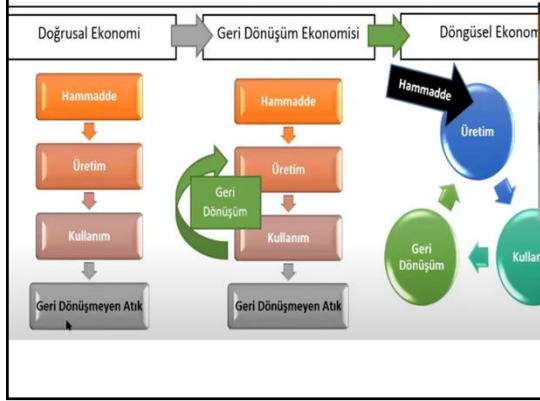 Doğrusal Ekonomi
Geri Dönüşüm Ekonomisi
Döngüsel Ekonom
Hammadde
Üretim
Kullanım
Geri Dönüşmeyen Atık
Hammadde
Üretim
Geri
Dönüşüm
Kullanım
Geri Dönüşmeyen Atık
Hammadde
Üretim
Kullan
Geri
Dönüşüm